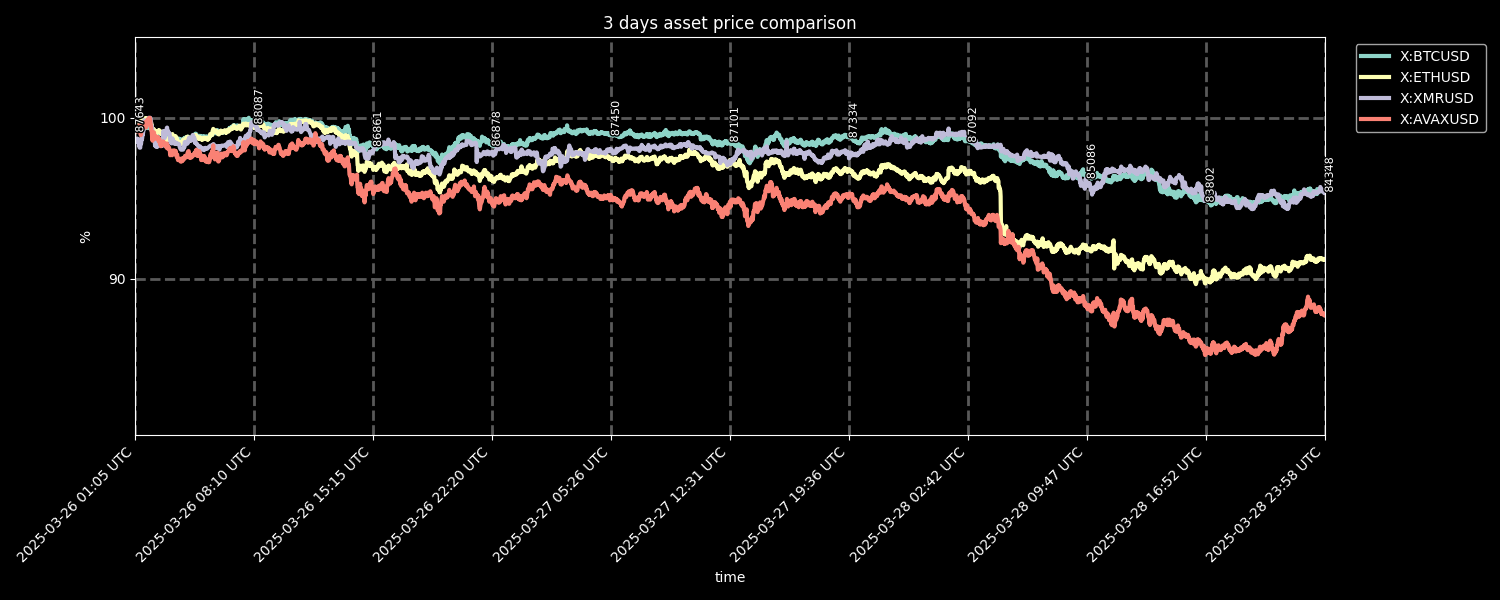 3 days asset price comparison
X:BTCUSD
X:ETHUSD
X:XMRUSD
X:AVAXUSD
100
90
%
87643
88087
86861
86878
87450
87101
87334
87092
85086
83802
84348
2025-03-26 01:05 UTC
2025-03-26 08:10 UTC
2025-03-26 15:15 UTC
2025-03-26 22:20 UTC
2025-03-27 05:26 UTC
2025-03-27 12:31 UTC
2025-03-27 19:36 UTC
2025-03-28 02:42 UTC
2025-03-28 09:47 UTC
2025-03-28 16:52 UTC
2025-03-28 23:58 UTC
time